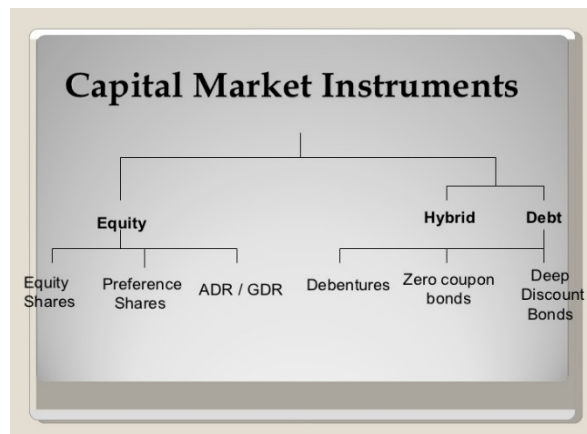 Capital Market Instruments
Equity
Hybrid
Debt
Equity
Shares
Preference
Shares
ADR / GDR
Debentures
Zero coupon
bonds
Deep
Discount
Bonds